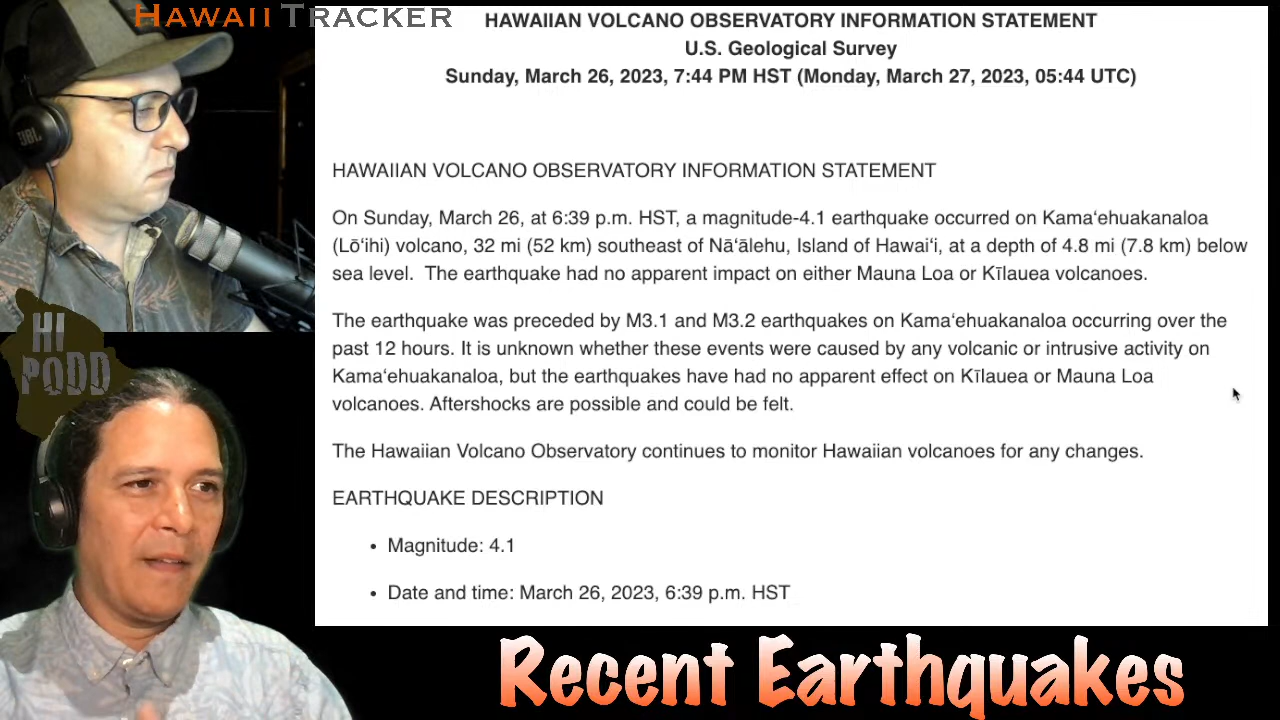 HAWAII TRACKER
HAWAIIAN VOLCANO OBSERVATORY INFORMATION STATEMENT
U.S. Geological Survey
Sunday, March 26, 2023, 7:44 PM HST (Monday, March 27, 2023, 05:44 UTC)
JBL
HAWAIIAN VOLCANO OBSERVATORY INFORMATION STATEMENT
On Sunday, March 26, at 6:39 p.m. HST, a magnitude-4.1 earthquake occurred on Kamaʻehuakanaloa
(Lōʻihi) volcano, 32 mi (52 km) southeast of Nāʻālehu, Island of Hawaiʻi, at a depth of 4.8 mi (7.8 km) below
sea level.  The earthquake had no apparent impact on either Mauna Loa or Kīlauea volcanoes.
The earthquake was preceded by M3.1 and M3.2 earthquakes on Kamaʻehuakanaloa occurring over the
past 12 hours. It is unknown whether these events were caused by any volcanic or intrusive activity on
Kamaʻehuakanaloa, but the earthquakes have had no apparent effect on Kīlauea or Mauna Loa
volcanoes. Aftershocks are possible and could be felt.
HI
PODD
The Hawaiian Volcano Observatory continues to monitor Hawaiian volcanoes for any changes.
EARTHQUAKE DESCRIPTION
• Magnitude: 4.1
• Date and time: March 26, 2023, 6:39 p.m. HST
Recent Earthquakes